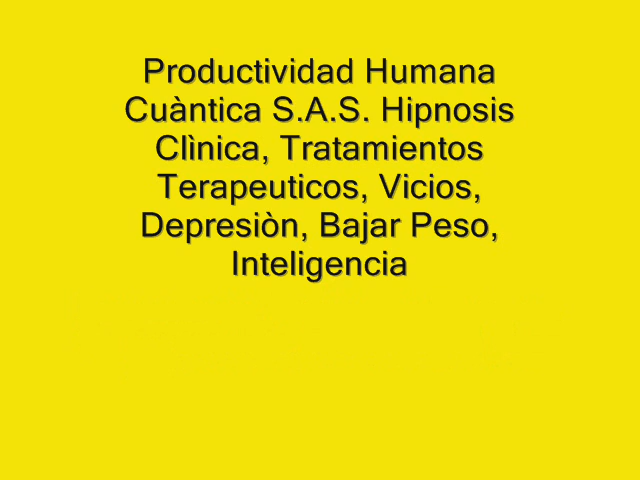 Productividad Humana
Cuàntica S.A.S. Hipnosis
Clìnica, Tratamientos
Terapeuticos, Vicios,
Depresiòn, Bajar Peso,
Inteligencia